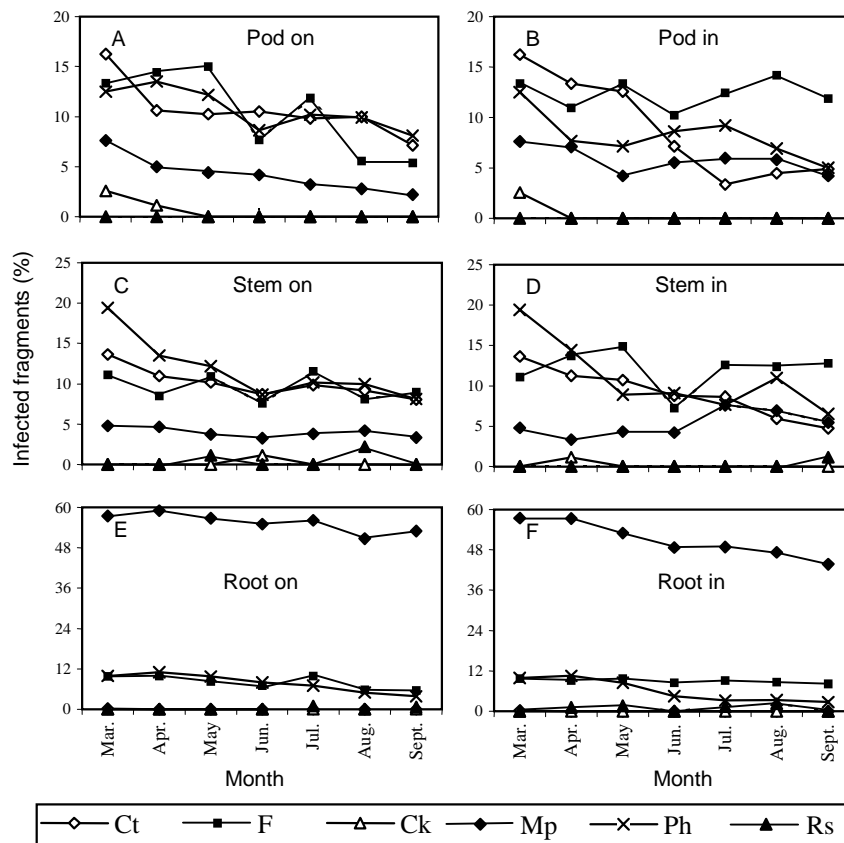 A Pod on
B Pod in
20
15
10
5
0
20
15
10
5
0
Infected fragments (%)
C Stem on
D Stem in
25
20
15
10
5
0
25
20
15
10
5
0
E
Root on
F
Root in
60
48
36
24
12
0
60
48
36
24
12
0
Mar. Apr. May Jun. Jul. Aug. Sept.
Mar. Apr. May Jun. Jul. Aug. Sept.
Month
Month
Ct F Ck Mp Ph Rs